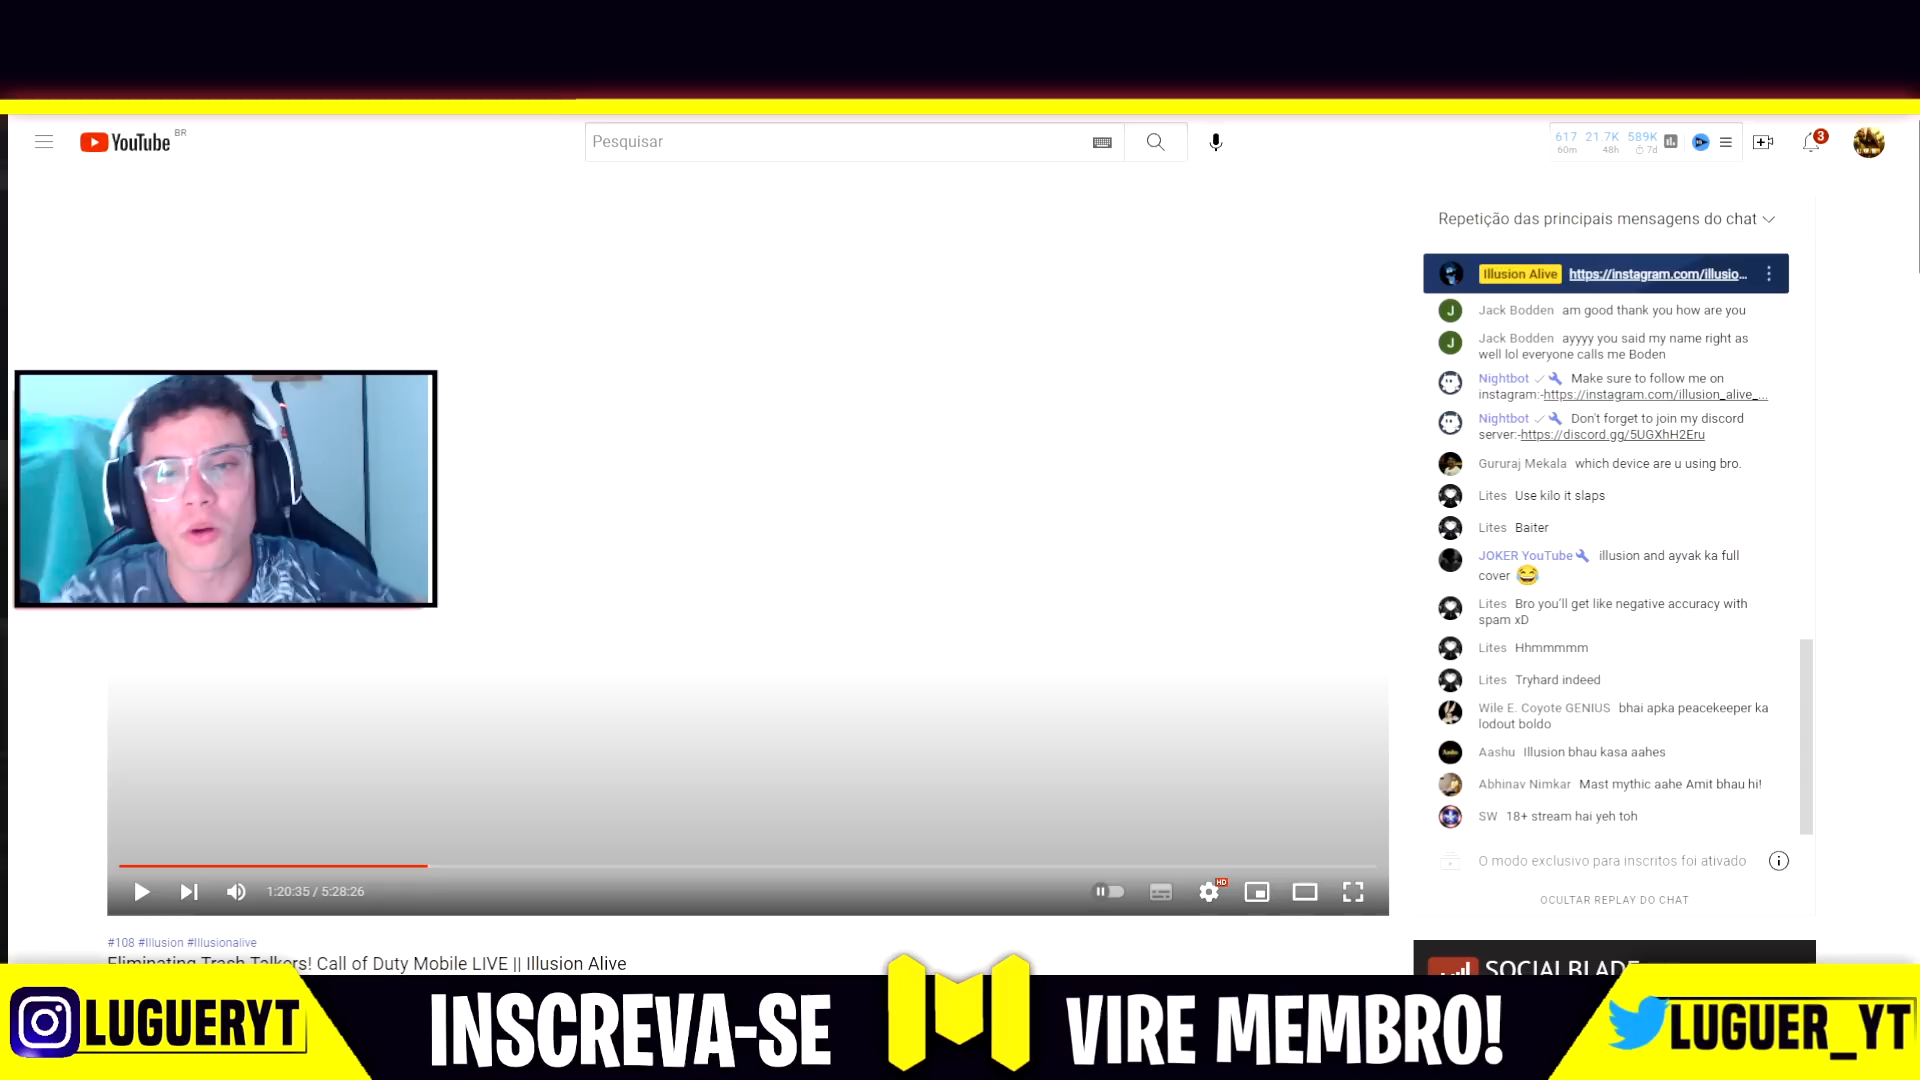 YouTube BR
Pesquisar
617 21.7K 589K
60m 48h 7d
3
Repetição das principais mensagens do chat
Illusion Alive https://instagram.com/illusio...
J Jack Bodden am good thank you how are you
J Jack Bodden ayyyy you said my name right as
well lol everyone calls me Boden
Nightbot Make sure to follow me on
instagram:-https://instagram.com/illusion_alive_...
Nightbot Don't forget to join my discord
server:-https://discord.gg/5UGXhH2Eru
Gururaj Mekala which device are u using bro.
Lites Use kilo it slaps
Lites Baiter
JOKER YouTube illusion and ayvak ka full
cover 😂
Lites Bro you'll get like negative accuracy with
spam xD
Lites Hhmmmmm
Lites Tryhard indeed
Wile E. Coyote GENIUS bhai apka peacekeeper ka
lodout boldo
Aashu Illusion bhau kasa aahes
Abhinav Nimkar Mast mythic aahe Amit bhau hi!
SW 18+ stream hai yeh toh
O modo exclusivo para inscritos foi ativado
OCULTAR REPLAY DO CHAT
1:20:35 / 5:28:26
HD
#108 #Illusion #Illusionalive
Eliminating Trash Talkers! Call of Duty Mobile LIVE || Illusion Alive
SOCIALBLADE
LUGUERYT
INSCREVA-SE
VIRE MEMBRO!
LUGUER_YT